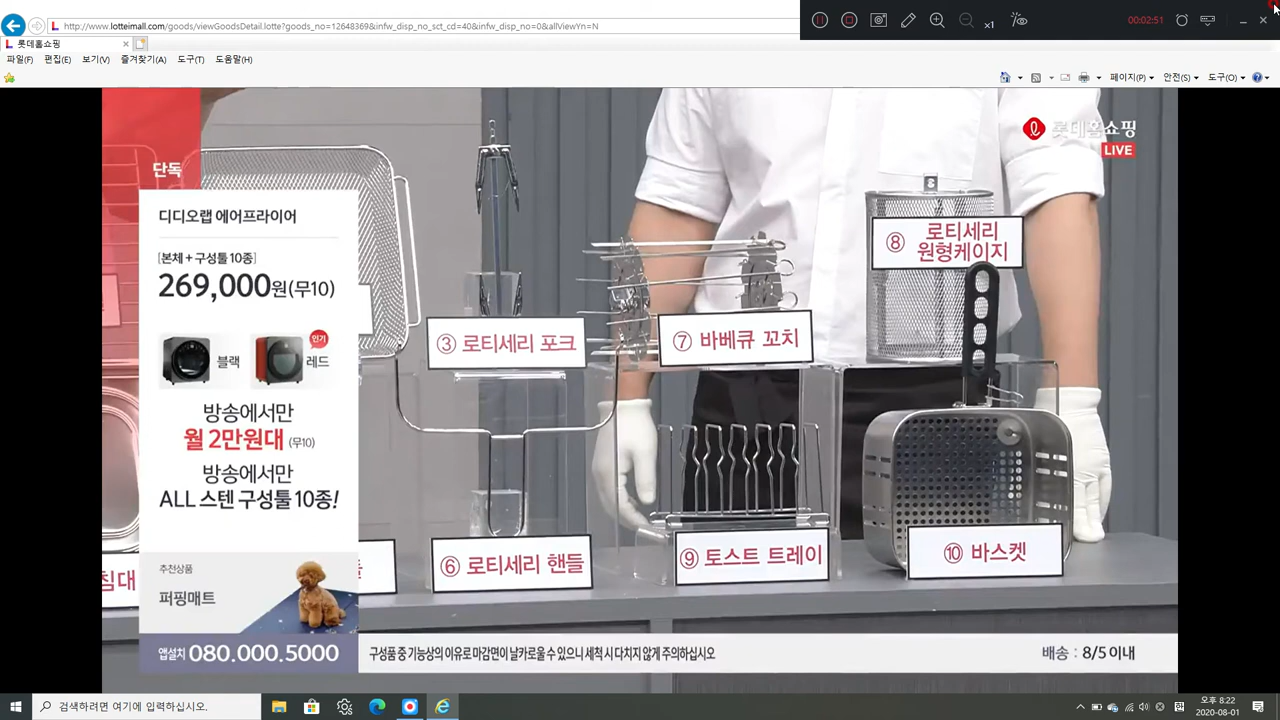 http://www.lotteimall.com/goods/viewGoodsDetail.lotte?goods_no=12648369&infw_disp_no_sct_cd=40&infw_disp_no=0&allViewYn=N
x1
00:02:51
롯데홈쇼핑
파일(F) 편집(E) 보기(V) 즐겨찾기(A) 도구(T) 도움말(H)
페이지(P) 안전(S) 도구(O)
롯데홈쇼핑
LIVE
단독
디디오랩 에어프라이어
[본체 + 구성툴 10종]
269,000원(무10)
블랙
인기
레드
방송에서만
월 2만원대 (무10)
방송에서만
ALL 스텐 구성툴 10종!
추천상품
퍼핑매트
앱설치 080.000.5000
⑧ 로티세리
원형케이지
③ 로티세리 포크
⑦ 바베큐 꼬치
⑥ 로티세리 핸들
⑨ 토스트 트레이
⑩ 바스켓
구성품 중 기능상의 이유로 마감면이 날카로울 수 있으니 세척 시 다치지 않게 주의하십시오
배송 : 8/5 이내
검색하려면 여기에 입력하십시오.
오후 8:22
2020-08-01